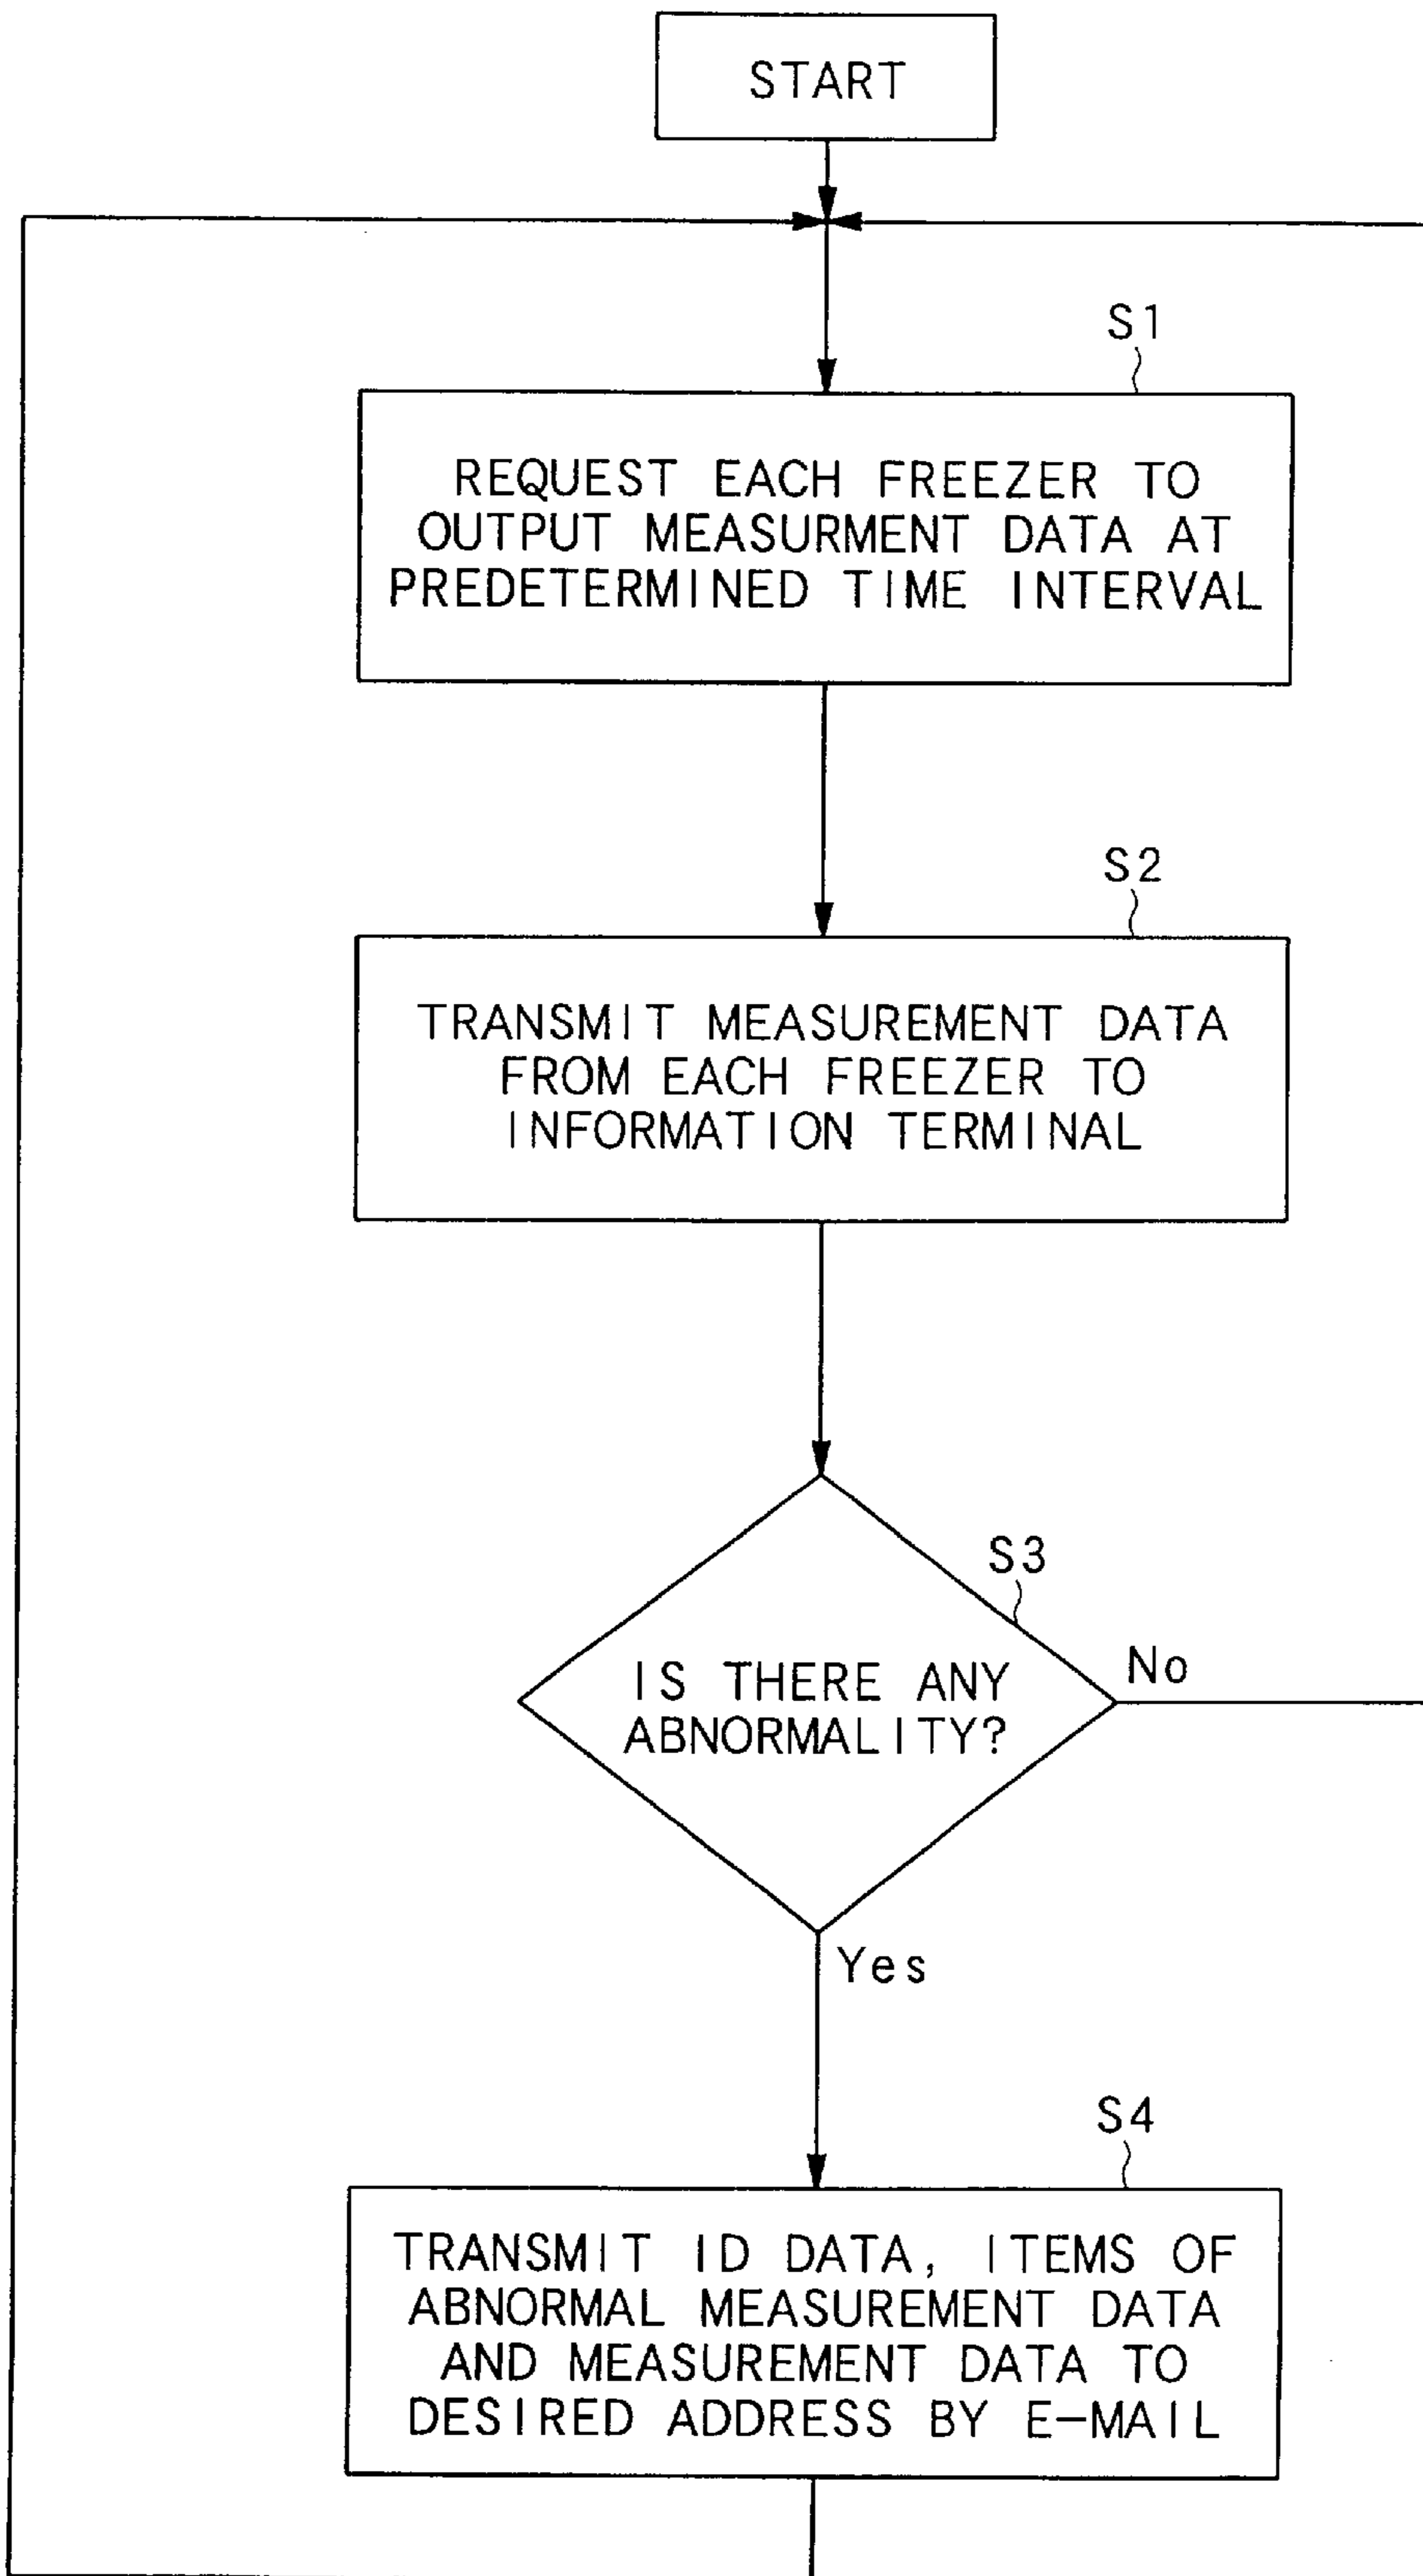 START
S1
REQUEST EACH FREEZER TO
OUTPUT MEASURMENT DATA AT
PREDETERMINED TIME INTERVAL
S2
TRANSMIT MEASUREMENT DATA
FROM EACH FREEZER TO
INFORMATION TERMINAL
S3
IS THERE ANY
ABNORMALITY?
No
Yes
S4
TRANSMIT ID DATA, ITEMS OF
ABNORMAL MEASUREMENT DATA
AND MEASUREMENT DATA TO
DESIRED ADDRESS BY E-MAIL